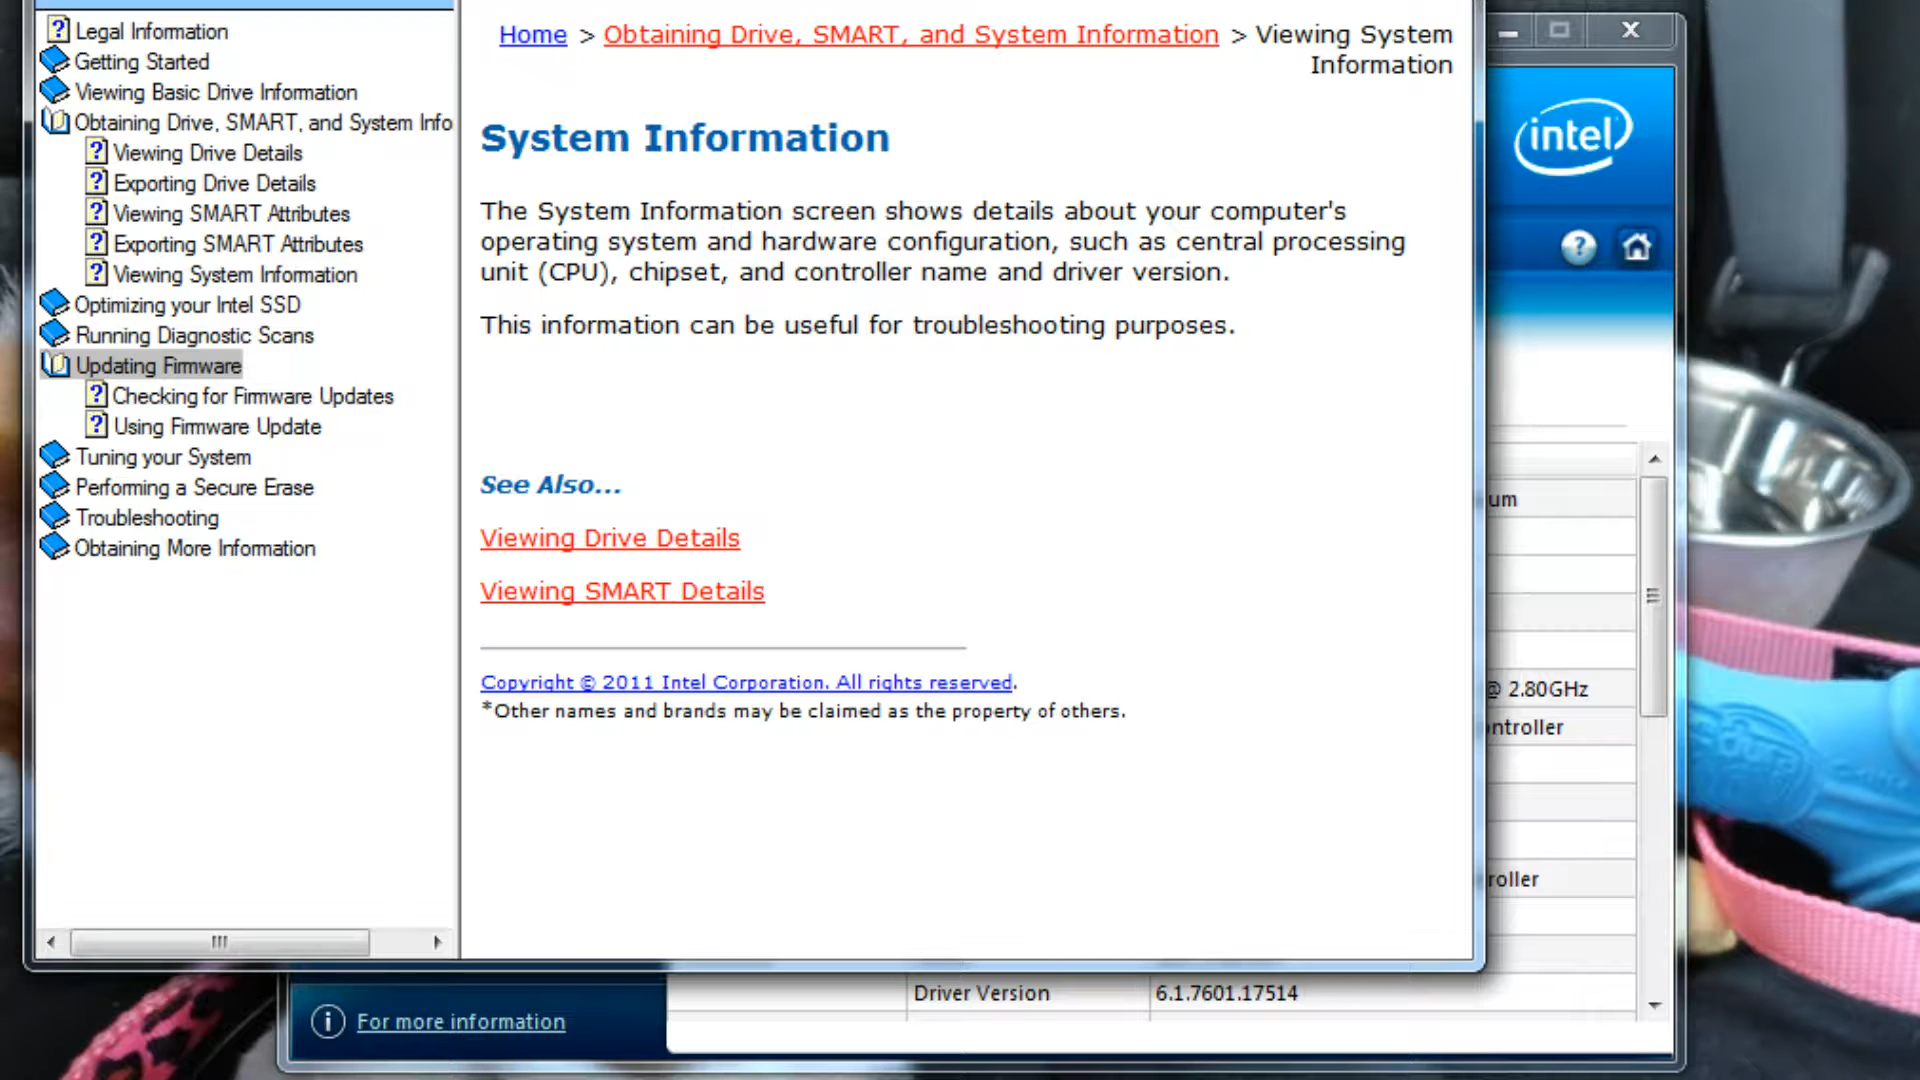 Legal Information
Getting Started
Viewing Basic Drive Information
Obtaining Drive, SMART, and System Info
Viewing Drive Details
Exporting Drive Details
Viewing SMART Attributes
Exporting SMART Attributes
Viewing System Information
Optimizing your Intel SSD
Running Diagnostic Scans
Updating Firmware
Checking for Firmware Updates
Using Firmware Update
Tuning your System
Performing a Secure Erase
Troubleshooting
Obtaining More Information
Home > Obtaining Drive, SMART, and System Information > Viewing System
Information
System Information
The System Information screen shows details about your computer's
operating system and hardware configuration, such as central processing
unit (CPU), chipset, and controller name and driver version.
This information can be useful for troubleshooting purposes.
See Also...
Viewing Drive Details
Viewing SMART Details
Copyright © 2011 Intel Corporation. All rights reserved.
*Other names and brands may be claimed as the property of others.
intel
um
@ 2.80GHz
ontroller
roller
Driver Version 6.1.7601.17514
For more information